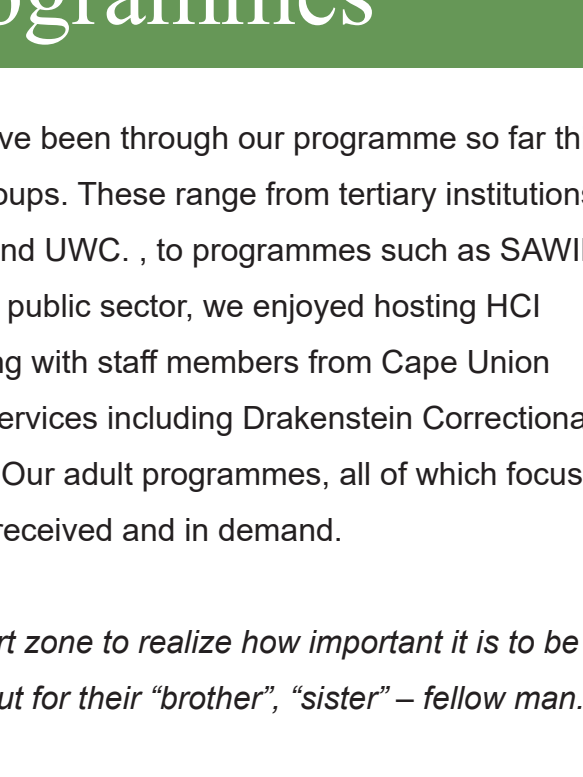 ogrammes
ve been through our programme so far th
oups. These range from tertiary institutions
nd UWC. , to programmes such as SAWI
public sector, we enjoyed hosting HCI
ng with staff members from Cape Union
ervices including Drakenstein Correctiona
Our adult programmes, all of which focus
received and in demand.
rt zone to realize how important it is to be
ut for their “brother”, “sister” – fellow man.